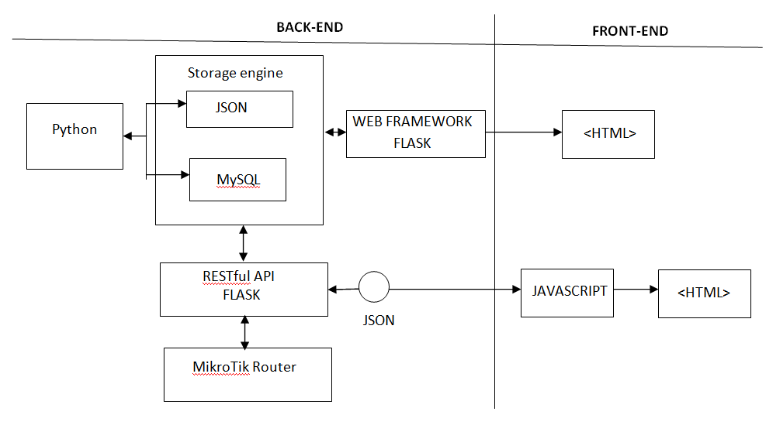 BACK-END
FRONT-END
Storage engine
JSON
Python
WEB FRAMEWORK
FLASK
<HTML>
MySQL
RESTful API
FLASK
JSON
JAVASCRIPT
<HTML>
MikroTik Router